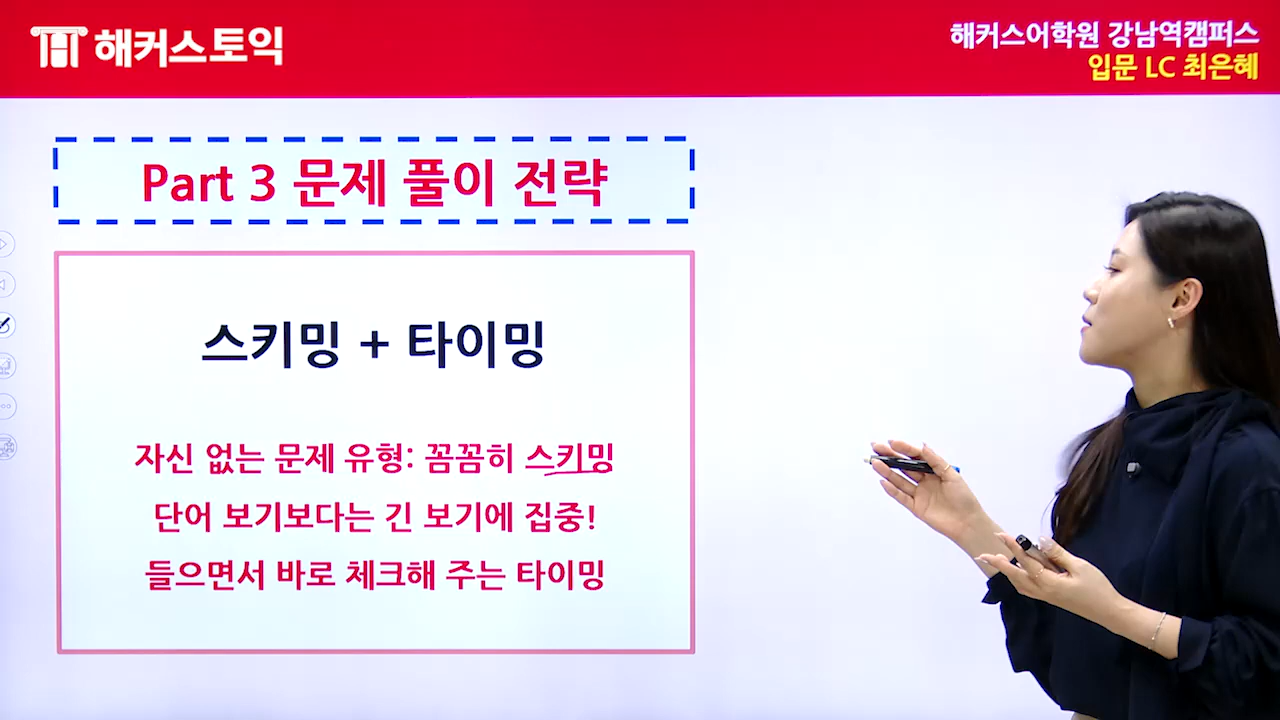 해커스토익
해커스어학원 강남역캠퍼스
입문 LC 최은혜
Part 3 문제 풀이 전략
스키밍 + 타이밍
자신 없는 문제 유형: 꼼꼼히 스키밍
단어 보기보다는 긴 보기에 집중!
들으면서 바로 체크해 주는 타이밍